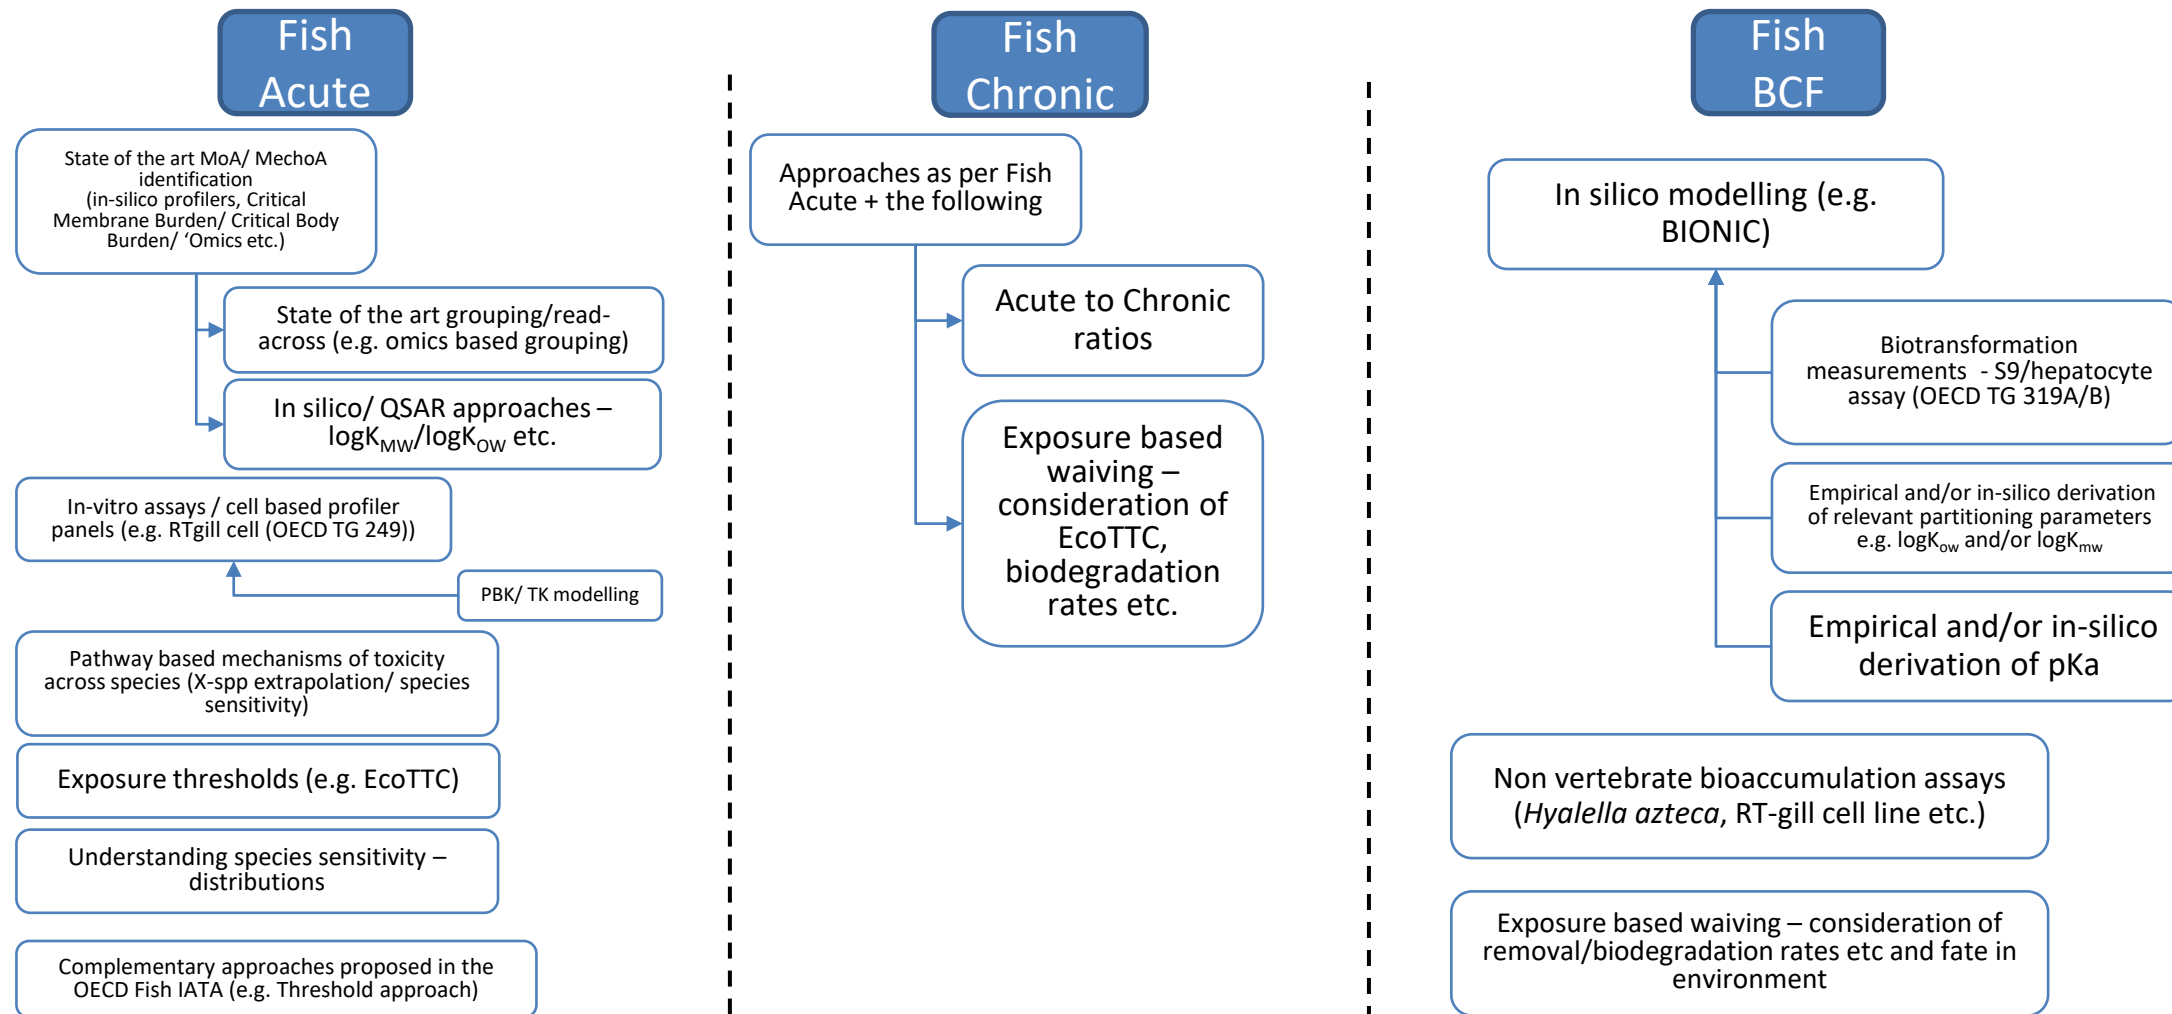 Fish
Acute
State of the art MoA/ MechoA
identification
(in-silico profilers, Critical
Membrane Burden/ Critical Body
Burden/ ‘Omics etc.)
State of the art grouping/read-
across (e.g. omics based grouping)
In silico/ QSAR approaches –
logKMW/logKOW etc.
In-vitro assays / cell based profiler
panels (e.g. RTgill cell (OECD TG 249))
PBK/ TK modelling
Pathway based mechanisms of toxicity
across species (X-spp extrapolation/ species
sensitivity)
Exposure thresholds (e.g. EcoTTC)
Understanding species sensitivity –
distributions
Complementary approaches proposed in the
OECD Fish IATA (e.g. Threshold approach)
Fish
Chronic
Approaches as per Fish
Acute + the following
Acute to Chronic
ratios
Exposure based
waiving –
consideration of
EcoTTC,
biodegradation
rates etc.
Fish
BCF
In silico modelling (e.g.
BIONIC)
Biotransformation
measurements - S9/hepatocyte
assay (OECD TG 319A/B)
Empirical and/or in-silico derivation
of relevant partitioning parameters
e.g. logKow and/or logKmw
Empirical and/or in-silico
derivation of pKa
Non vertebrate bioaccumulation assays
(Hyalella azteca, RT-gill cell line etc.)
Exposure based waiving – consideration of
removal/biodegradation rates etc and fate in
environment